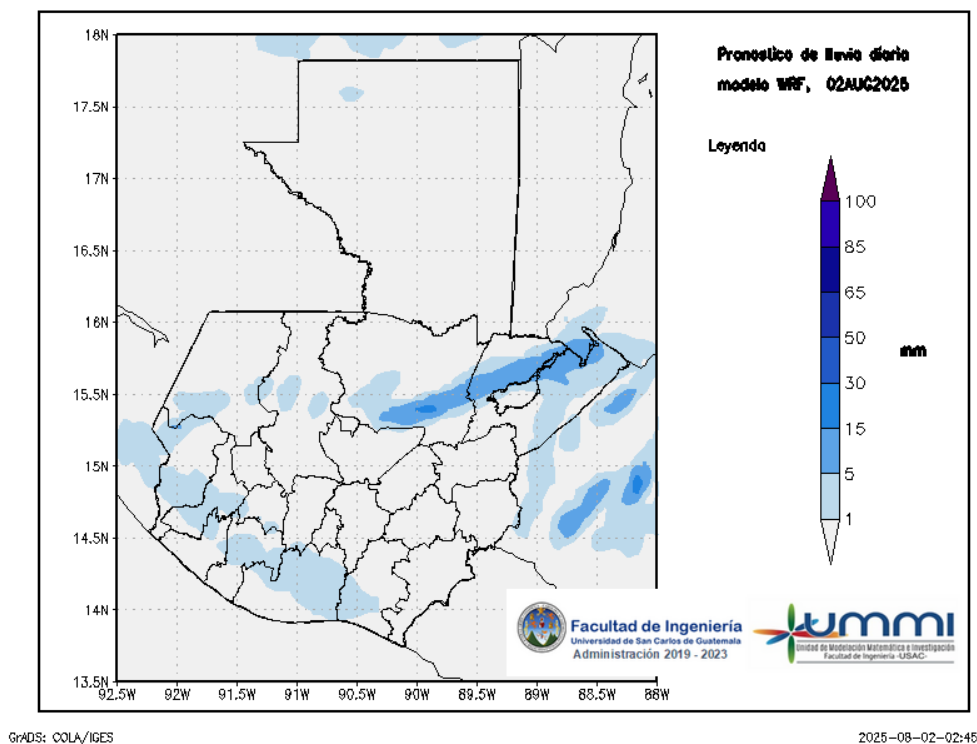 Pronostico de lluvia diaria
modelo WRF, 02AUG2025
Leyenda
100
85
65
50
30
15
5
1
mm
18N
17.5N
17N
16.5N
16N
15.5N
15N
14.5N
14N
13.5N
92.5W 92W 91.5W 91W 90.5W 90W 89.5W 89W 88.5W 88W
Facultad de Ingeniería
Universidad de San Carlos de Guatemala
Administración 2019 - 2023
UMMI
Unidad de Modelación Matemática e Investigación
Facultad de Ingeniería -USAC-
GrADS: COLA/IGES
2025-08-02-02:45